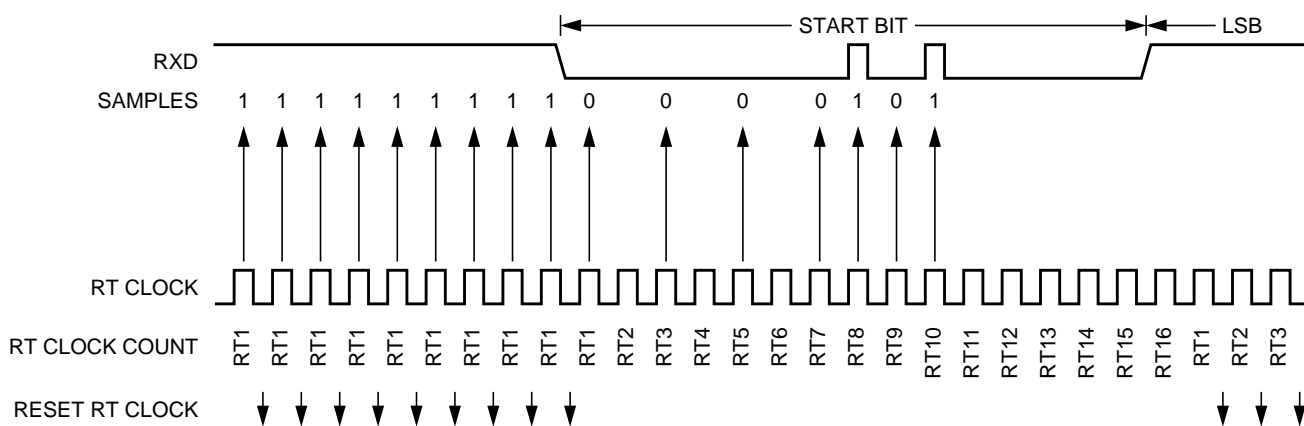 START BIT LSB
RXD
SAMPLES 1 1 1 1 1 1 1 1 1 0 0 0 0 1 0 1
RT CLOCK
RT CLOCK COUNT RT1 RT1 RT1 RT1 RT1 RT1 RT1 RT1 RT1 RT1 RT2 RT3 RT4 RT5 RT6 RT7 RT8 RT9 RT10 RT11 RT12 RT13 RT14 RT15 RT16 RT1 RT2 RT3
RESET RT CLOCK